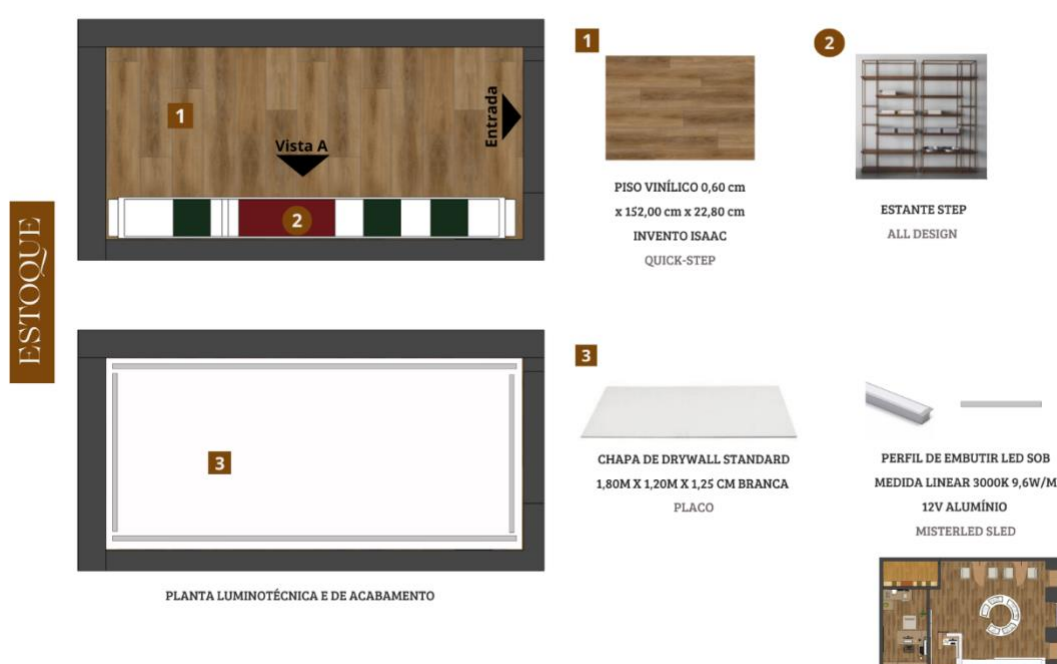 ESTOQUE
1
Vista A
Entrada
2
1
PISO VINÍLICO 0,60 cm
x 152,00 cm x 22,80 cm
INVENTO ISAAC
QUICK-STEP
2
ESTANTE STEP
ALL DESIGN
3
PLANTA LUMINOTÉCNICA E DE ACABAMENTO
3
CHAPA DE DRYWALL STANDARD
1,80M X 1,20M X 1,25 CM BRANCA
PLACO
PERFIL DE EMBUTIR LED SOB
MEDIDA LINEAR 3000K 9,6W/M
12V ALUMÍNIO
MISTERLED SLED